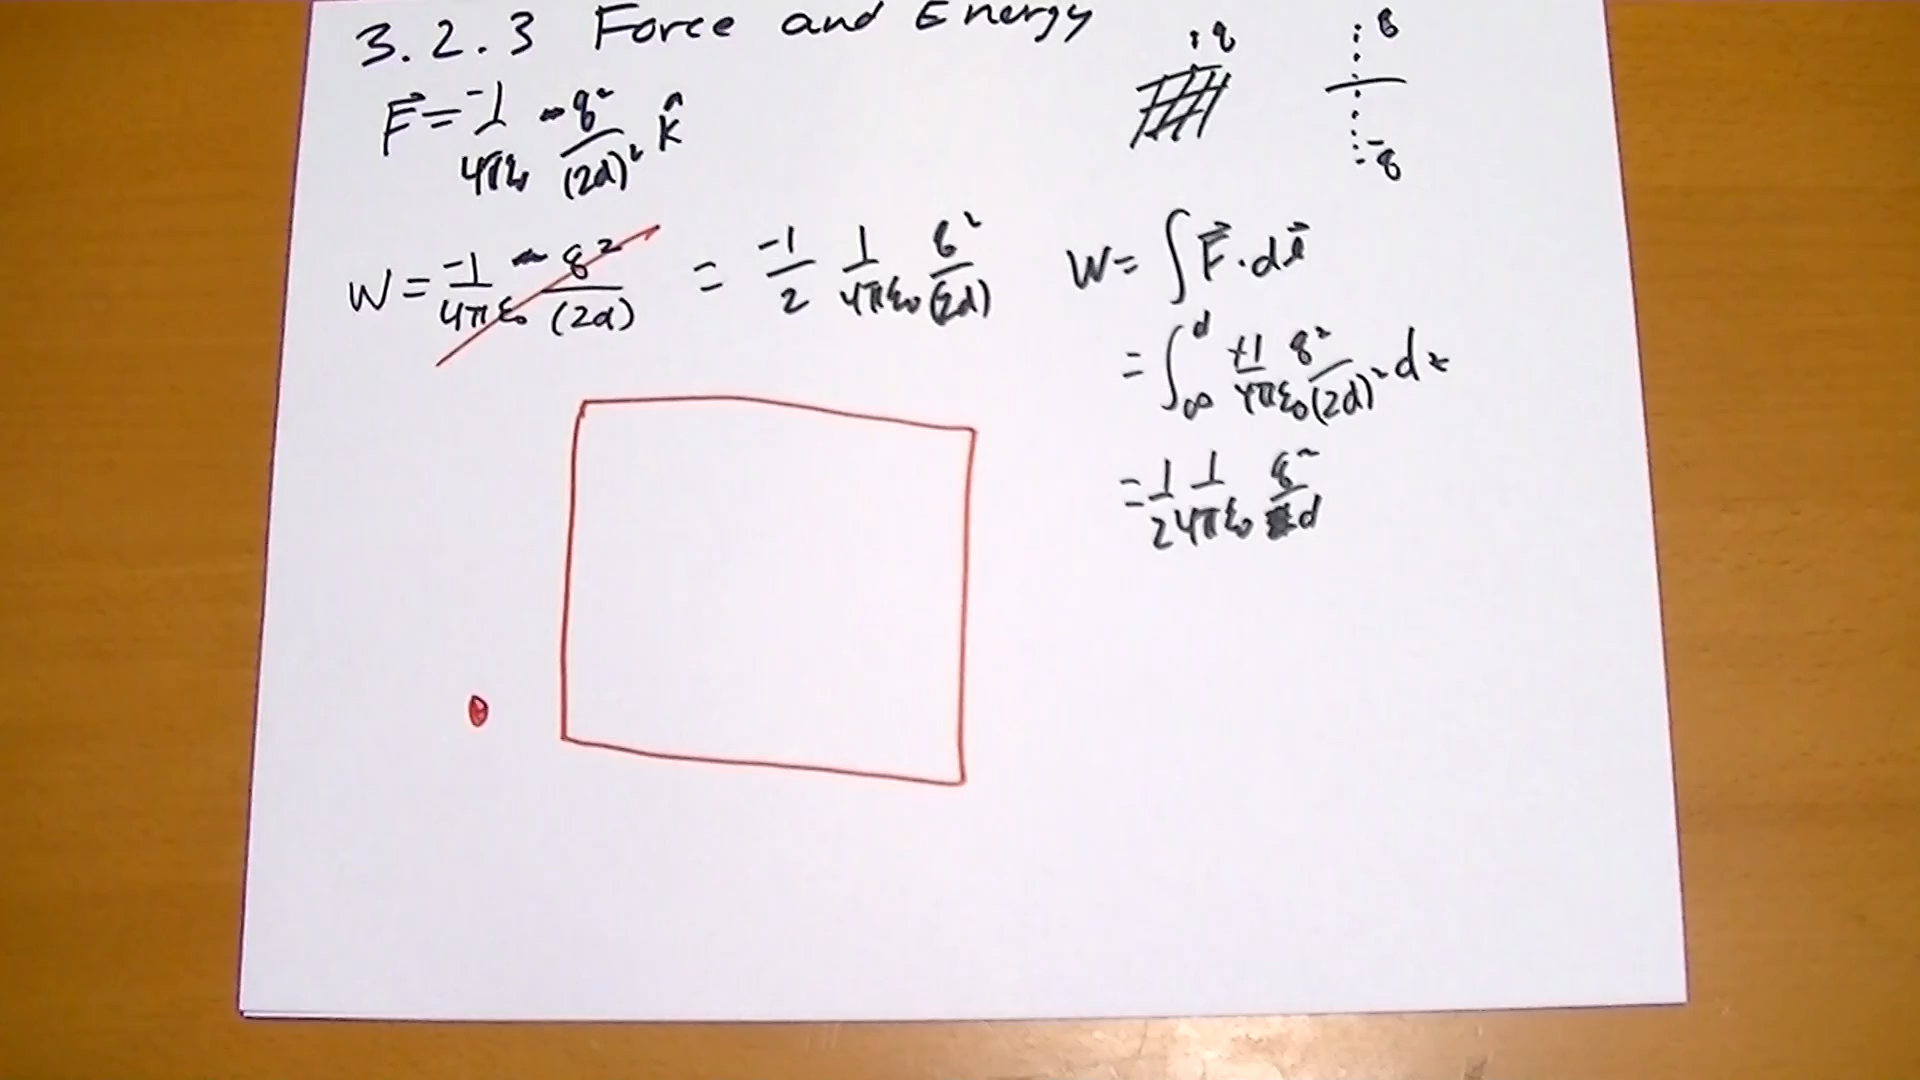 3.2.3 Force and Energy
q
q
-q
F⃗ = -1/4πε₀ q²/(2d)² k̂
W = -1/4πε₀ q²/(2d) = -1/2 1/4πε₀ q²/(2d)
W = ∫F⃗·dl⃗
= ∫_∞^d +1/4πε₀ q²/(2d)² dz
= 1/2 1/4πε₀ q²/d